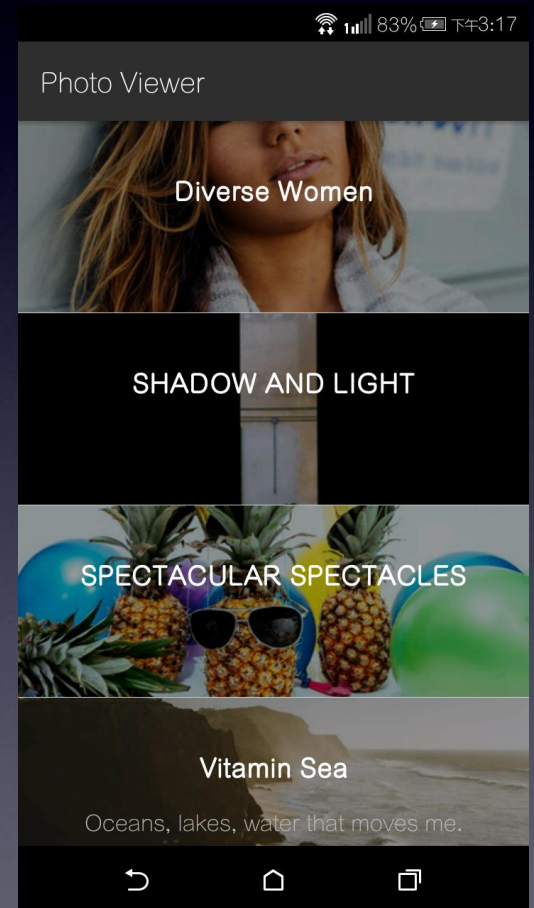 83% 下午3:17
Photo Viewer
Diverse Women
SHADOW AND LIGHT
SPECTACULAR SPECTACLES
Vitamin Sea
Oceans, lakes, water that moves me.